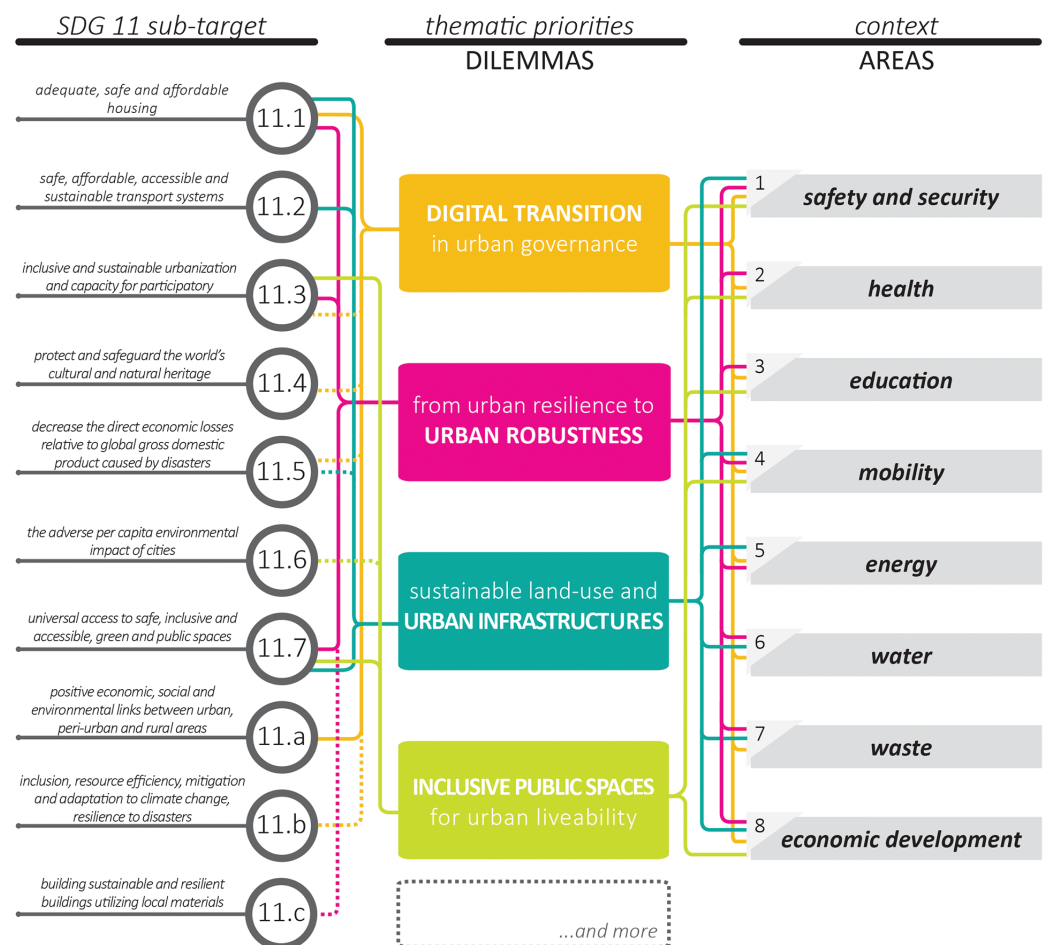 SDG 11 sub-target
thematic priorities
DILEMMAS
context
AREAS
adequate, safe and affordable
housing
11.1
safe, affordable, accessible and
sustainable transport systems
11.2
inclusive and sustainable urbanization
and capacity for participatory
11.3
protect and safeguard the world's
cultural and natural heritage
11.4
decrease the direct economic losses
relative to global gross domestic
product caused by disasters
11.5
the adverse per capita environmental
impact of cities
11.6
universal access to safe, inclusive and
accessible, green and public spaces
11.7
positive economic, social and
environmental links between urban,
peri-urban and rural areas
11.a
inclusion, resource efficiency, mitigation
and adaptation to climate change,
resilience to disasters
11.b
building sustainable and resilient
buildings utilizing local materials
11.c
DIGITAL TRANSITION
in urban governance
from urban resilience to
URBAN ROBUSTNESS
sustainable land-use and
URBAN INFRASTRUCTURES
INCLUSIVE PUBLIC SPACES
for urban liveability
...and more
1
safety and security
2
health
3
education
4
mobility
5
energy
6
water
7
waste
8
economic development